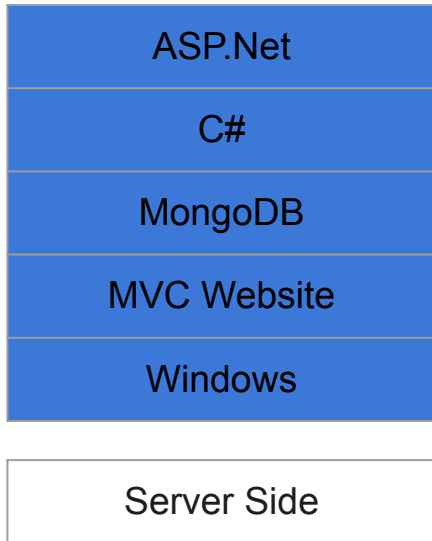 ASP.Net
C#
MongoDB
MVC Website
Windows
Server Side